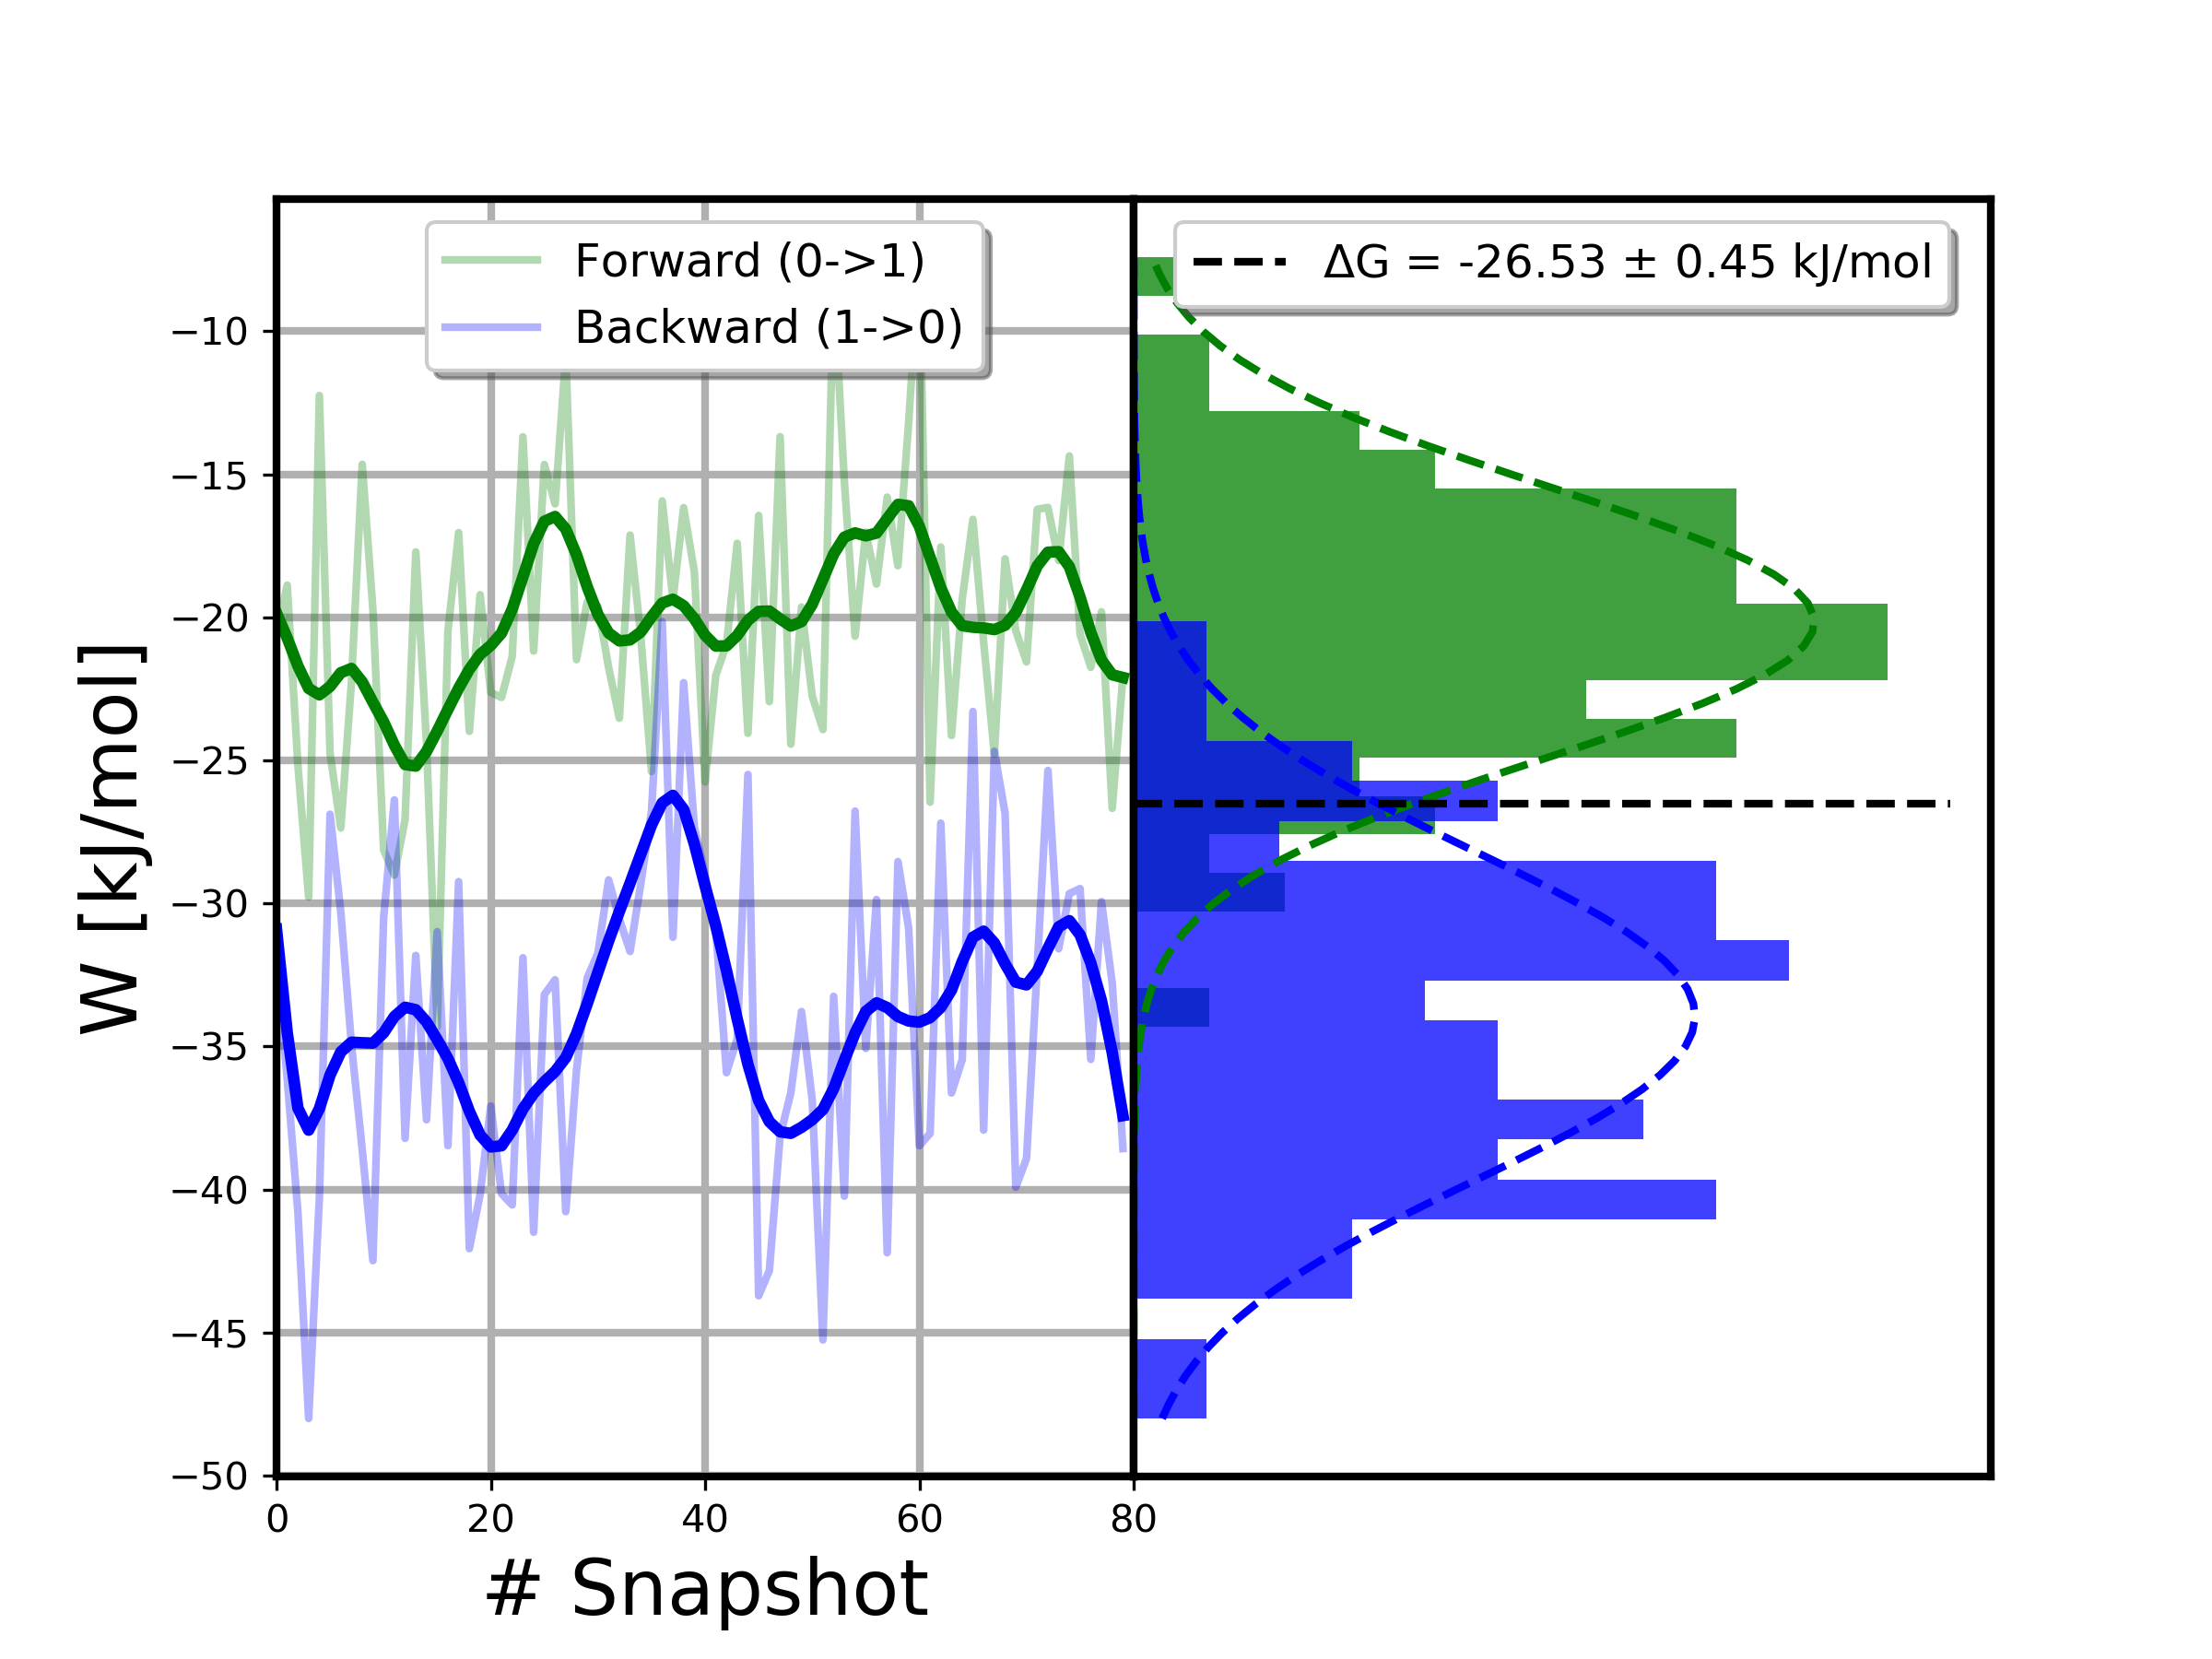 Forward (0->1)
Backward (1->0)
ΔG = -26.53 ± 0.45 kJ/mol
W [kJ/mol]
−10
−15
−20
−25
−30
−35
−40
−45
−50
0 20 40 60 80
# Snapshot